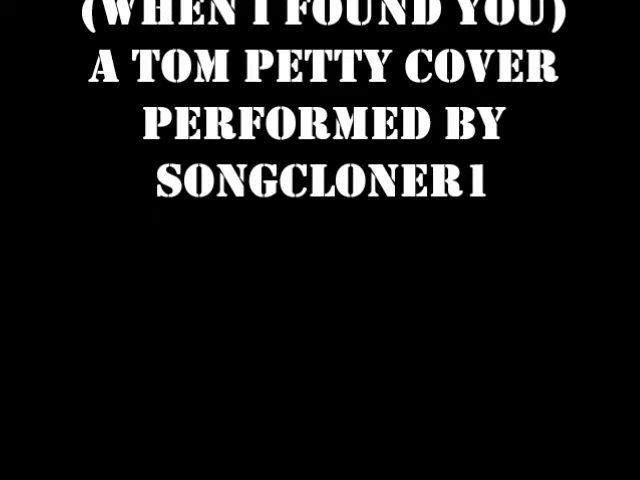 (WHEN I FOUND YOU)
A TOM PETTY COVER
PERFORMED BY
SONGCLONER1